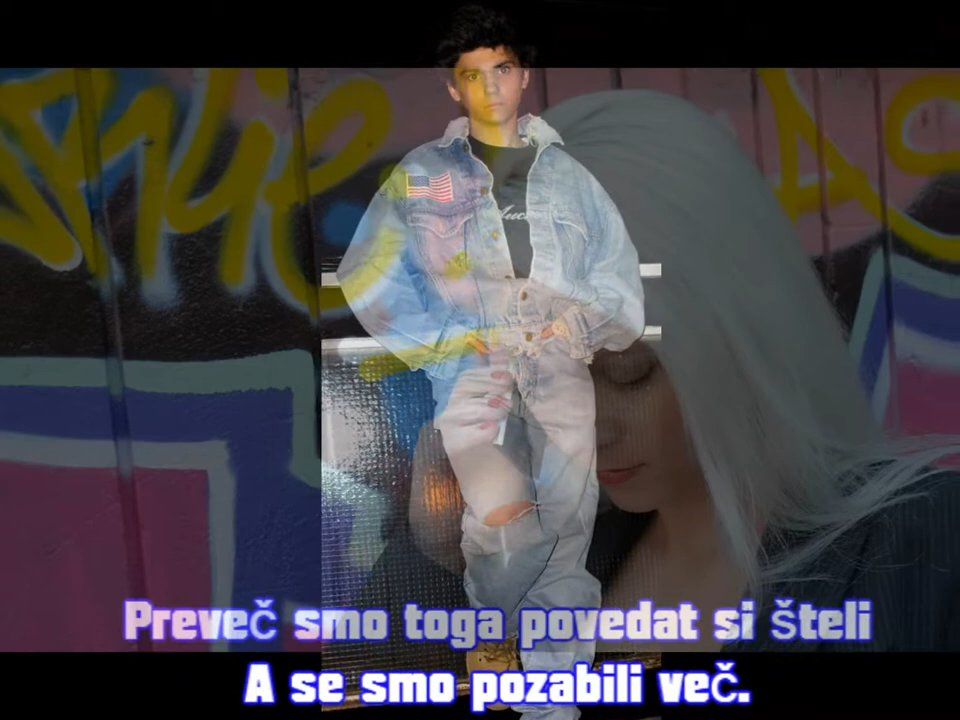 Preveč smo toga povedat si šteli
A se smo pozabili več.